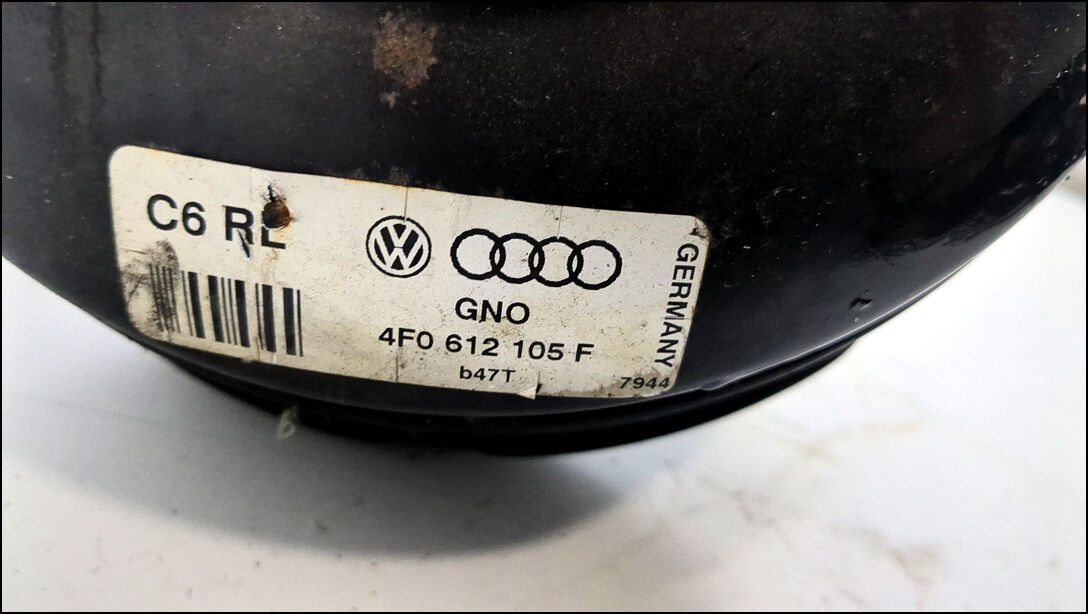 C6 RL
GNO
4F0 612 105 F
b47T
GERMANY
7944